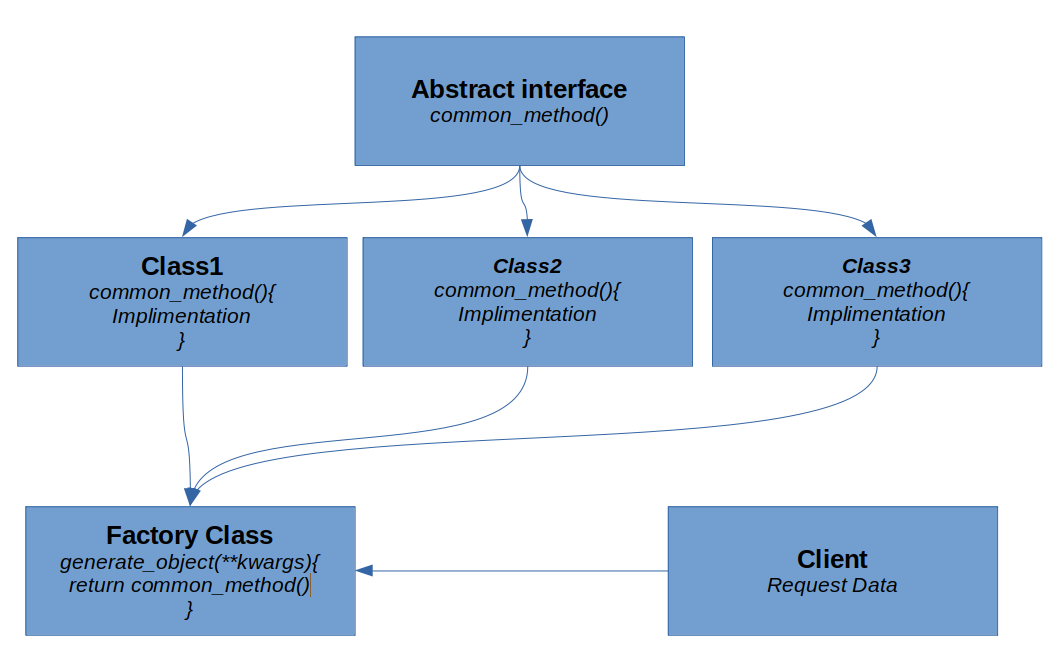 Abstract interface
common_method()
Class1
common_method(){
Implimentation
}
Class2
common_method(){
Implimentation
}
Class3
common_method(){
Implimentation
}
Factory Class
generate_object(**kwargs){
return common_method()
}
Client
Request Data